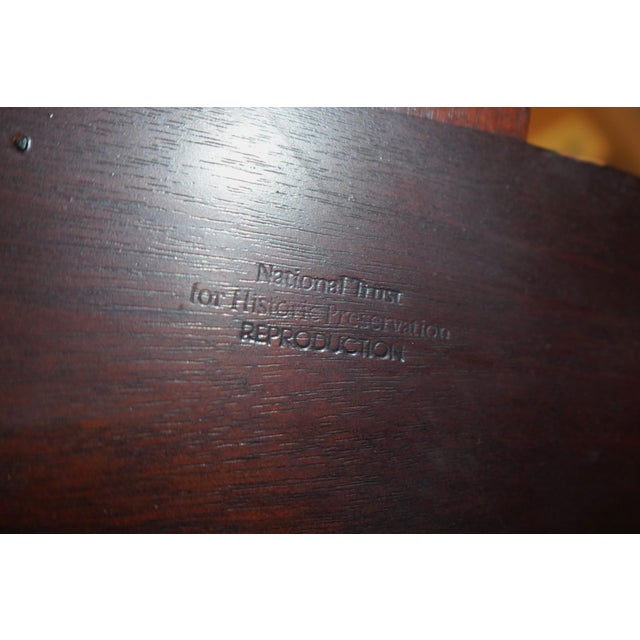 National Trust
for Historic Preservation
REPRODUCTION